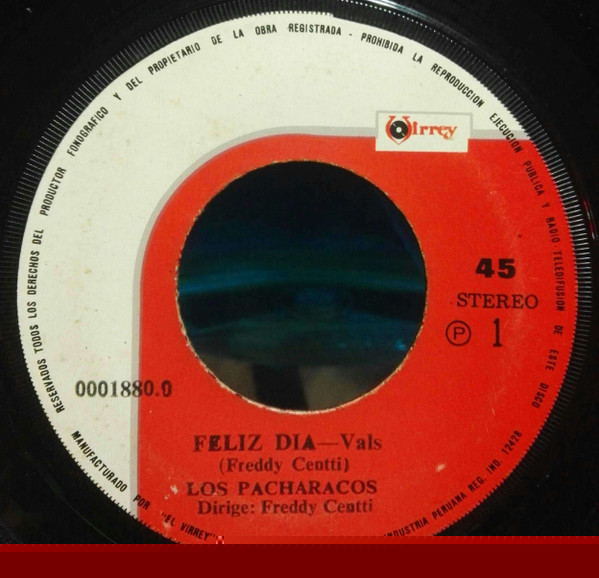 RESERVADOS TODOS LOS DERECHOS DEL PRODUCTOR FONOGRAFICO Y DEL PROPIETARIO DE LA OBRA REGISTRADA - PROHIBIDA LA REPRODUCCION EJECUCION PUBLICA Y RADIO-TELEDIFUSION DE ESTE DISCO
Virrey
45
STEREO
Ⓟ 1
0001880.0
FELIZ DIA—Vals
(Freddy Centti)
LOS PACHARACOS
Dirige: Freddy Centti
MANUFACTURADO POR "EL VIRREY"
INDUSTRIA PERUANA REG. IND. 12428